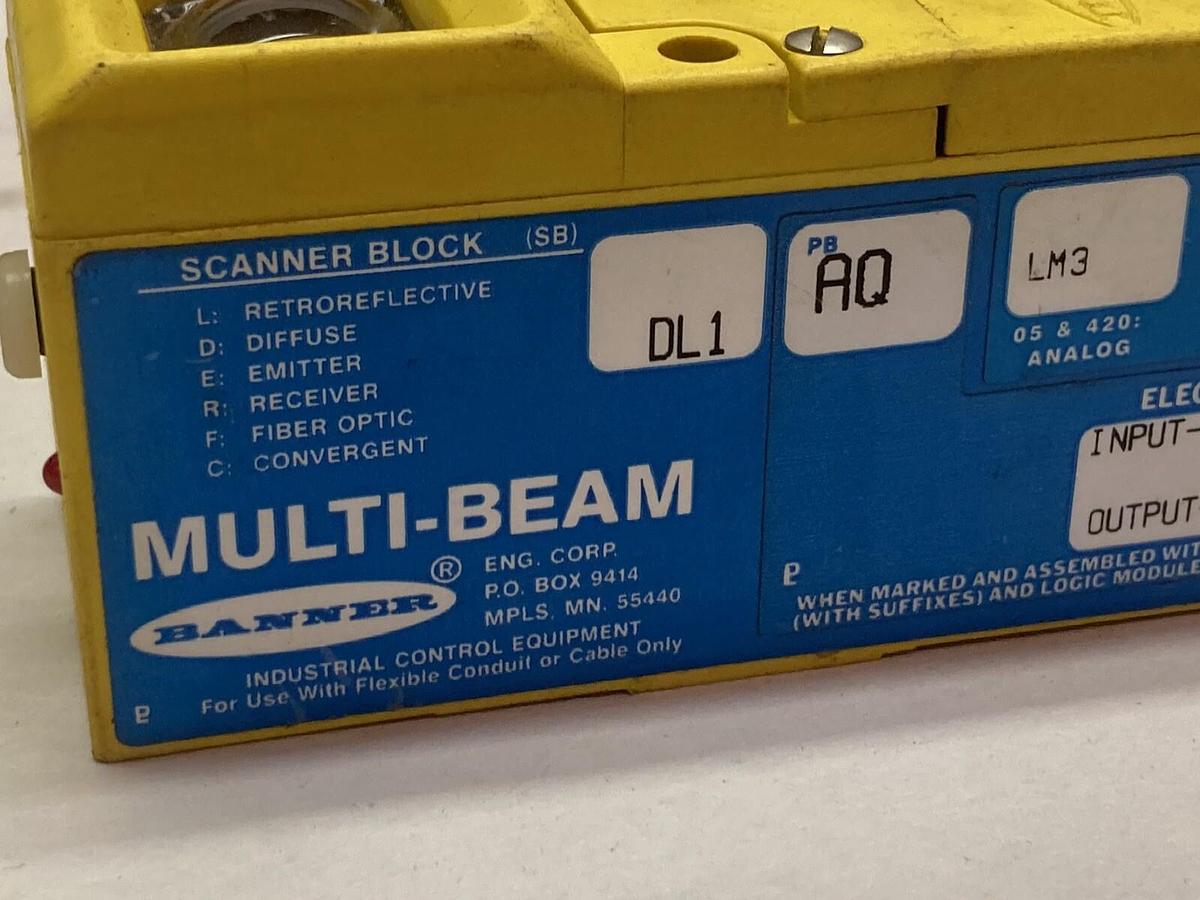 SCANNER BLOCK (SB)
L: RETROREFLECTIVE
D: DIFFUSE
E: EMITTER
R: RECEIVER
F: FIBER OPTIC
C: CONVERGENT
DL1
MULTI-BEAM
BANNER ®
ENG. CORP.
P.O. BOX 9414
MPLS. MN. 55440
INDUSTRIAL CONTROL EQUIPMENT
For Use With Flexible Conduit or Cable Only
PB
AQ
LM3
05 & 420:
ANALOG
INPUT-
OUTPUT-
WHEN MARKED AND ASSEMBLED
(WITH SUFFIXES) AND LOGIC MODULE